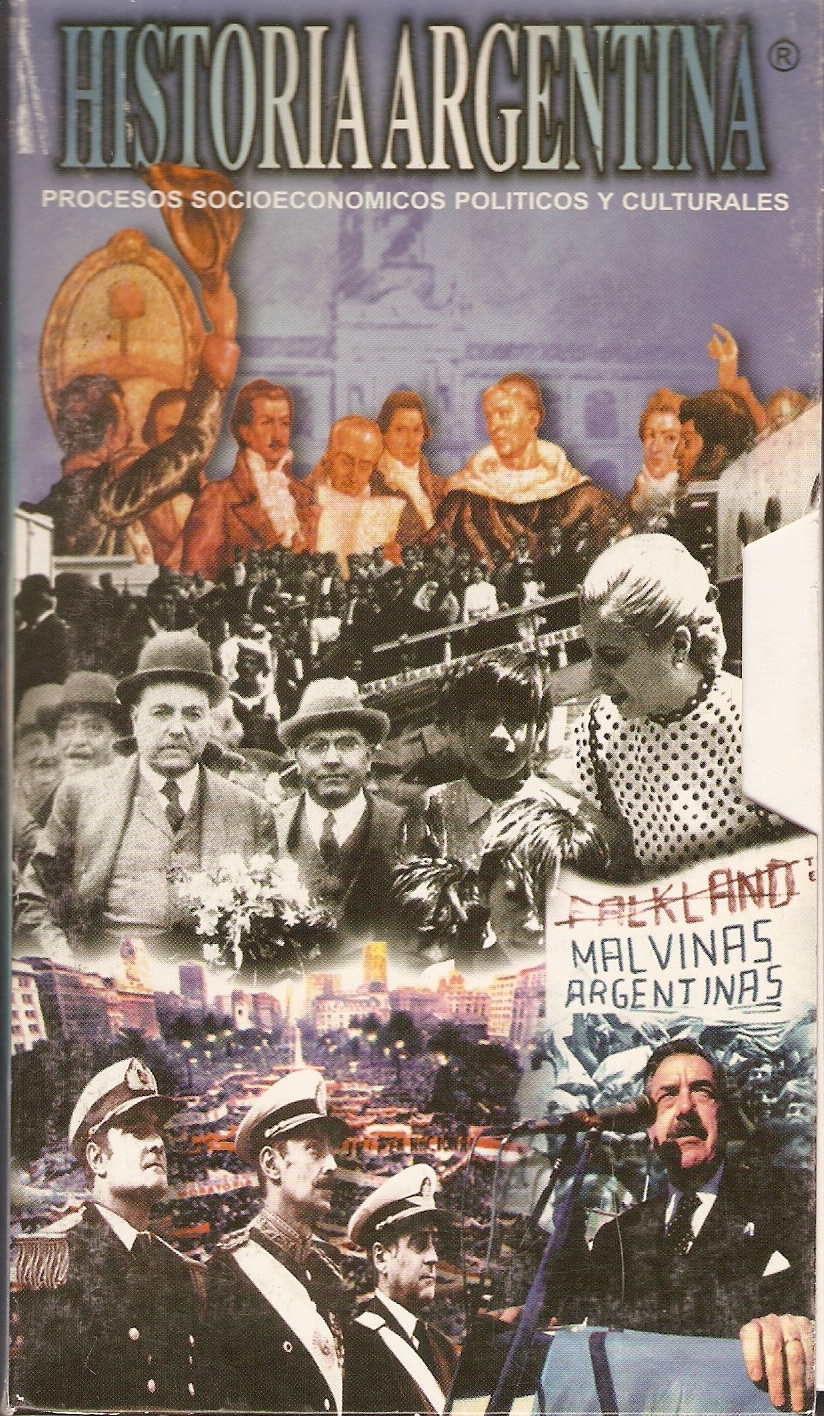 HISTORIA ARGENTINA®
PROCESOS SOCIOECONOMICOS POLITICOS Y CULTURALES
FALKLAND
MALVINAS
ARGENTINAS